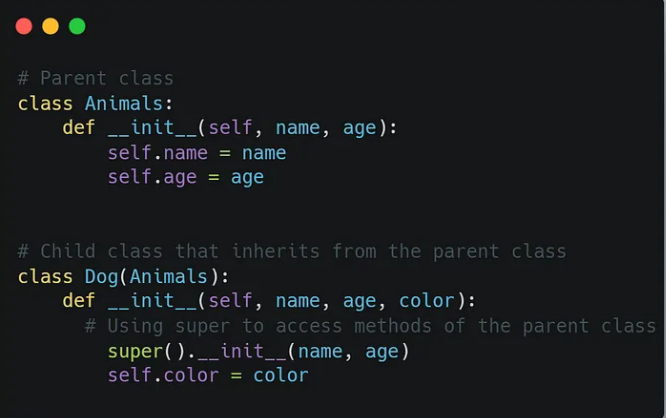 # Parent class
class Animals:
    def __init__(self, name, age):
        self.name = name
        self.age = age
# Child class that inherits from the parent class
class Dog(Animals):
    def __init__(self, name, age, color):
      # Using super to access methods of the parent class
        super().__init__(name, age)
        self.color = color